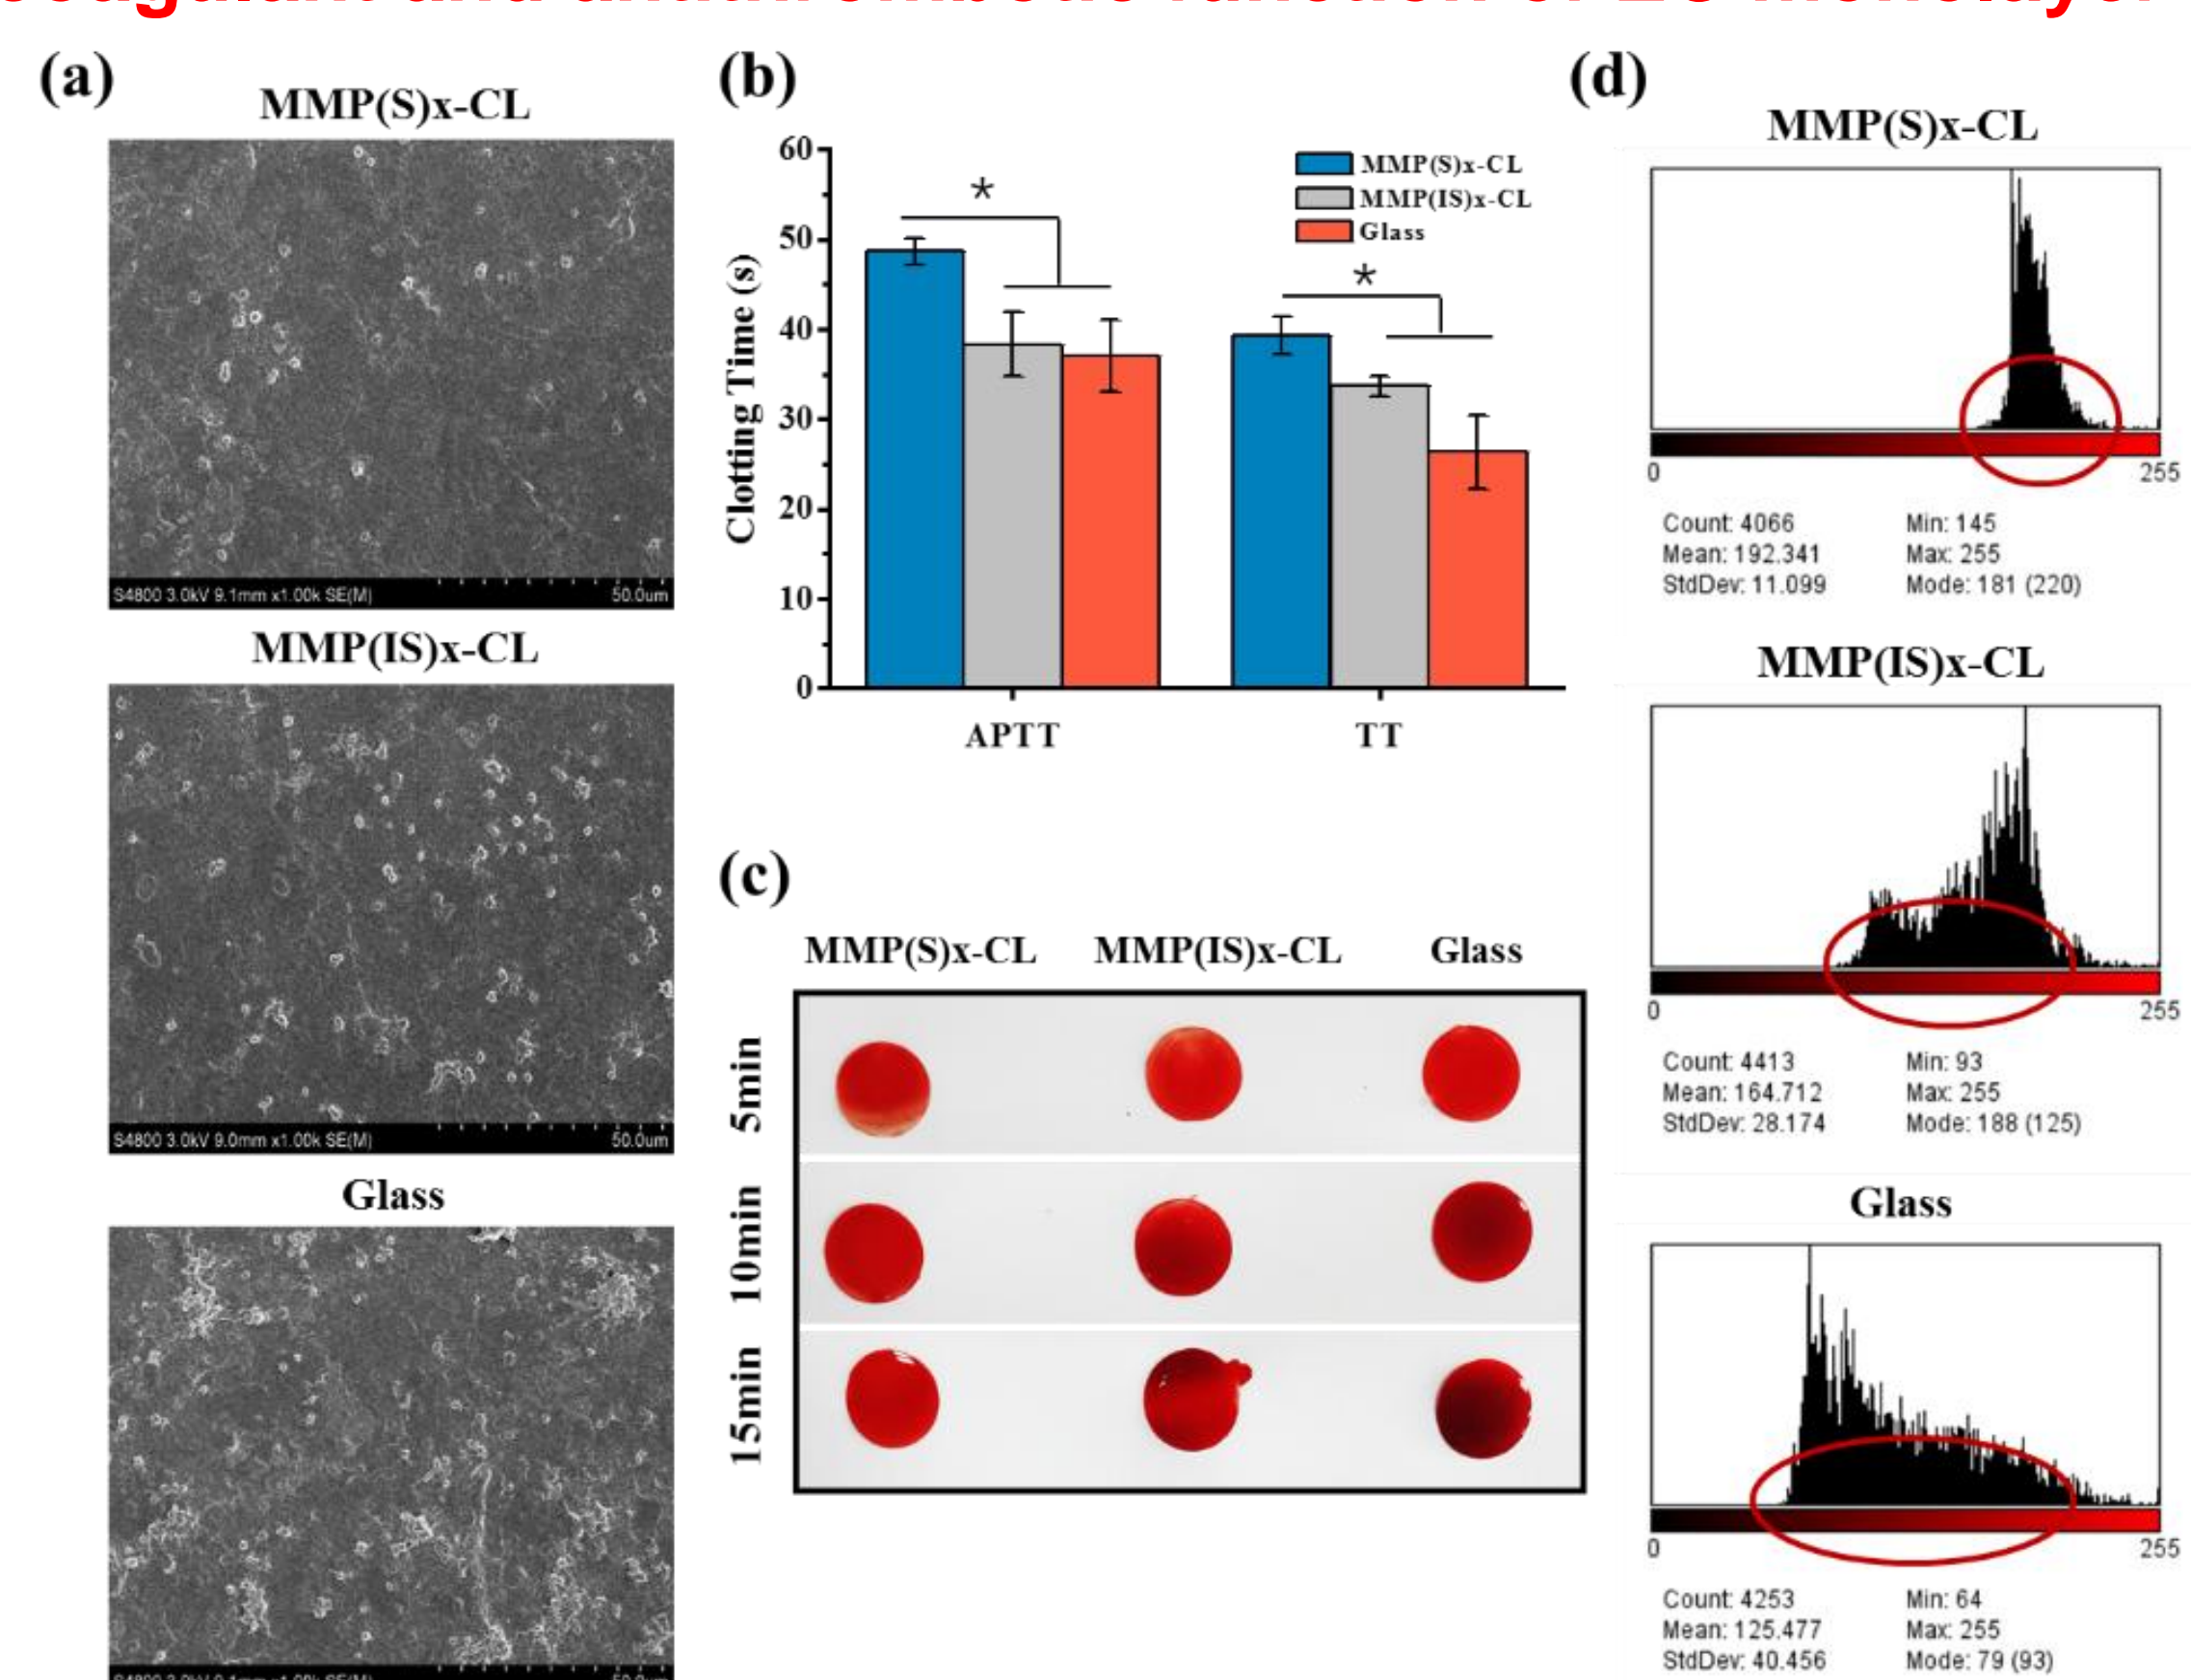 (a)
MMP(S)x-CL
S4800 3.0kV 9.1mm x1.00k SE(M) 50.0um
MMP(IS)x-CL
S4800 3.0kV 9.0mm x1.00k SE(M) 50.0um
Glass
(b)
60
50
40
30
20
10
0
Clotting Time (s)
MMP(S)x-CL
MMP(IS)x-CL
Glass
*
*
APTT
TT
(c)
MMP(S)x-CL MMP(IS)x-CL Glass
5min
10min
15min
(d)
MMP(S)x-CL
0 255
Count: 4066 Min: 145
Mean: 192.341 Max: 255
StdDev: 11.099 Mode: 181 (220)
MMP(IS)x-CL
0 255
Count: 4413 Min: 93
Mean: 164.712 Max: 255
StdDev: 28.174 Mode: 188 (125)
Glass
0 255
Count: 4253 Min: 64
Mean: 125.477 Max: 255
StdDev: 40.456 Mode: 79 (93)